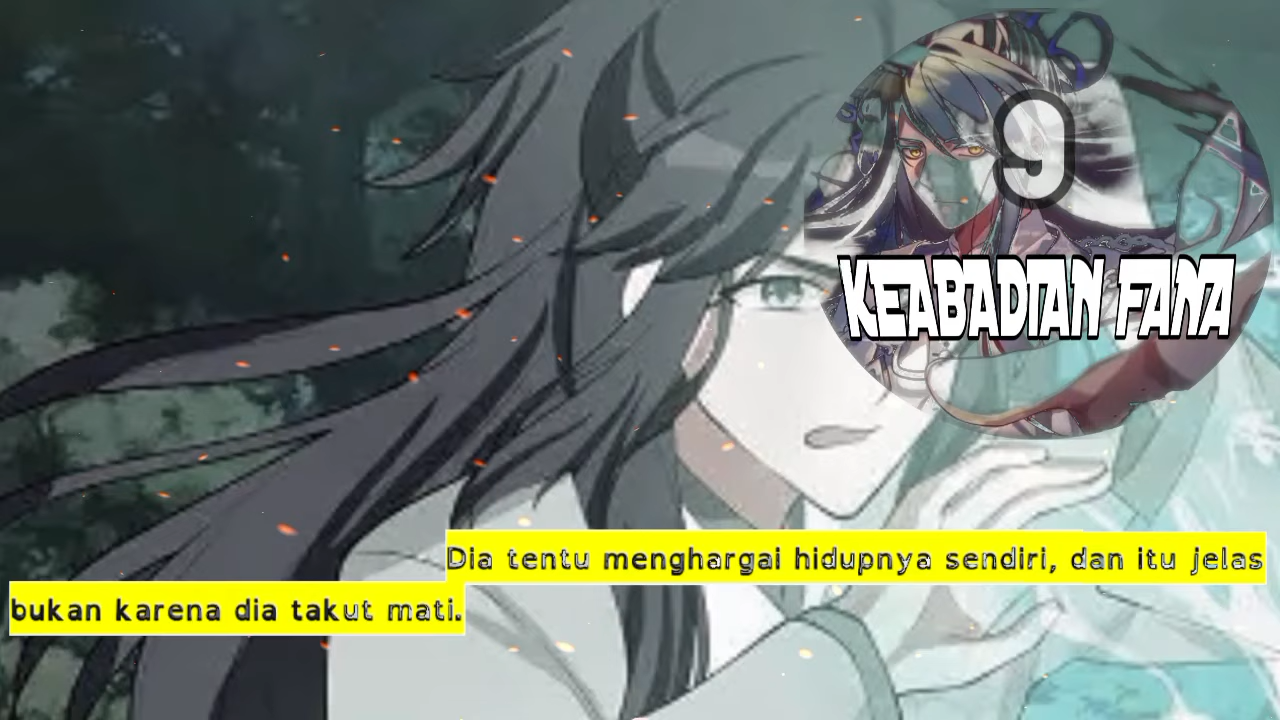 9
KEABADIAN FANA
Dia tentu menghargai hidupnya sendiri, dan itu jelas
bukan karena dia takut mati.